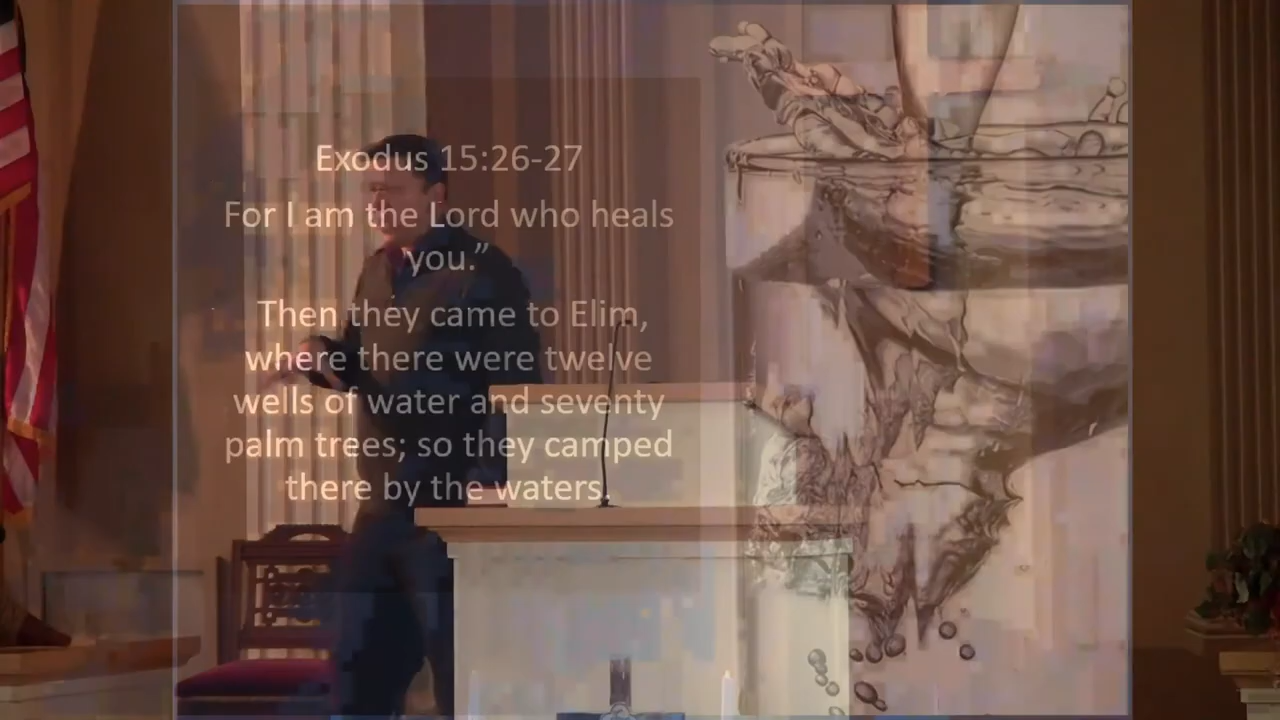 Exodus 15:26-27
For I am the Lord who heals
you.”
Then they came to Elim,
where there were twelve
wells of water and seventy
palm trees; so they camped
there by the waters.